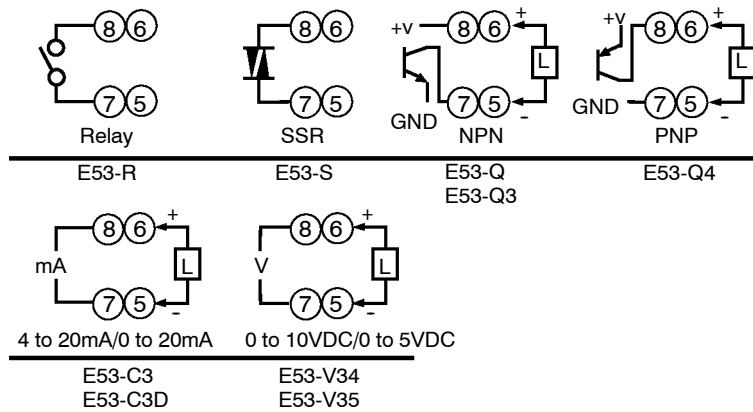 8 6 8 6 +v 8 6 + L +v 8 6 + L
7 5 7 5 GND 7 5 - GND 7 5 -
Relay SSR NPN PNP
E53-R E53-S E53-Q E53-Q4
E53-Q3
8 6 + 8 6 +
mA L V L
7 5 - 7 5 -
4 to 20mA/0 to 20mA 0 to 10VDC/0 to 5VDC
E53-C3 E53-V34
E53-C3D E53-V35